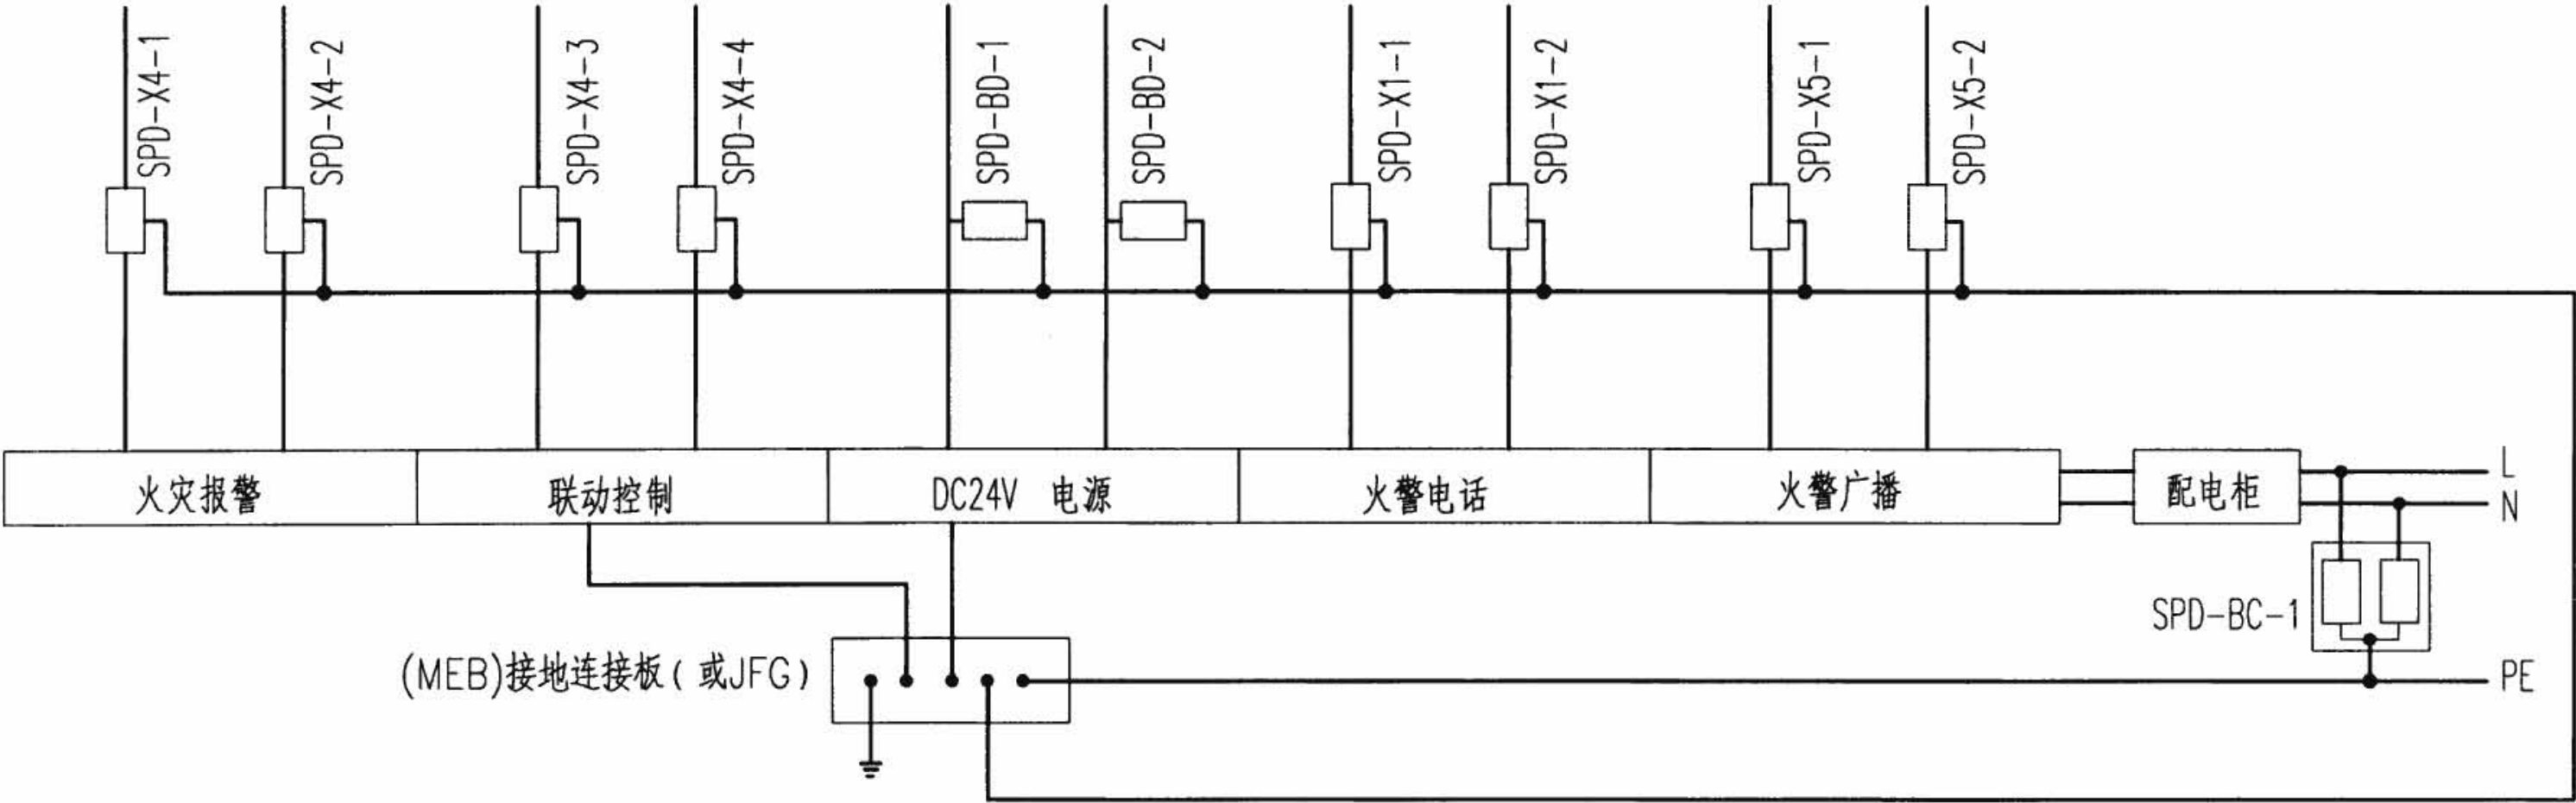 SPD-X4-1
SPD-X4-2
SPD-X4-3
SPD-X4-4
SPD-BD-1
SPD-BD-2
SPD-X1-1
SPD-X1-2
SPD-X5-1
SPD-X5-2
火灾报警
联动控制
DC24V 电源
火警电话
火警广播
配电柜
L
N
SPD-BC-1
(MEB)接地连接板(或JFG)
PE